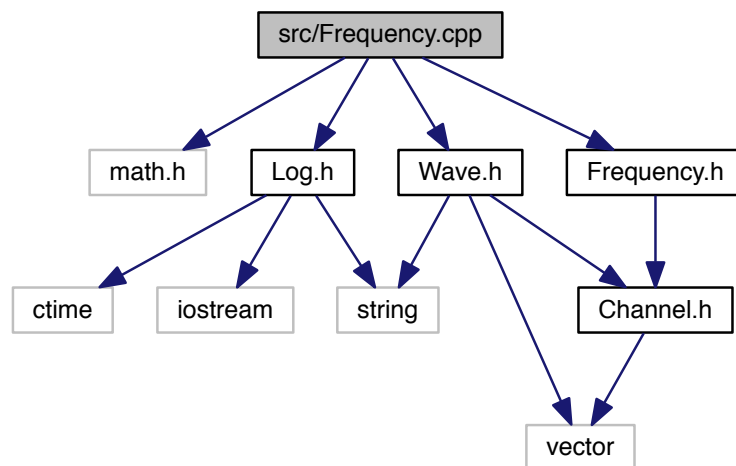 src/Frequency.cpp
math.h
Log.h
Wave.h
Frequency.h
ctime
iostream
string
Channel.h
vector